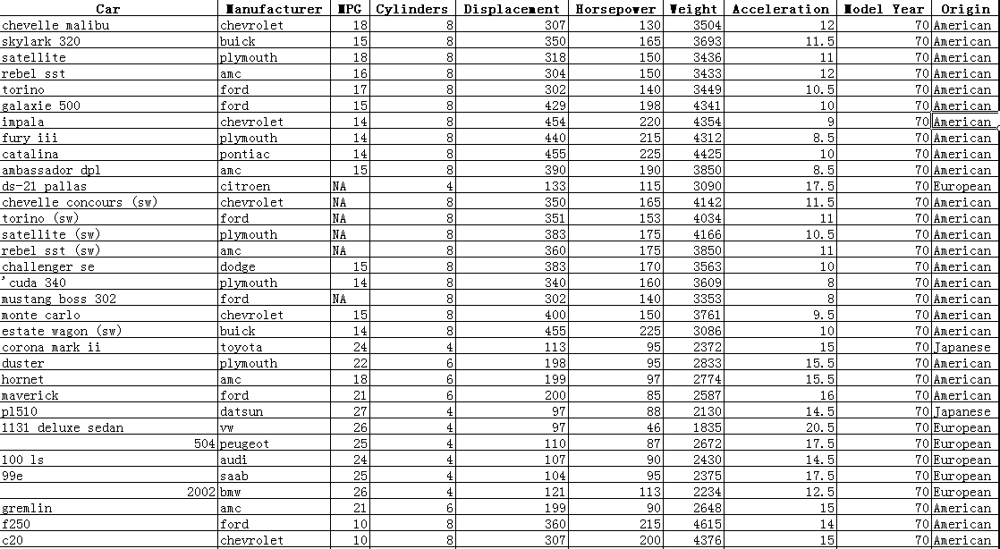 Car Manufacturer MPG Cylinders Displacement Horsepower Weight Acceleration Model Year Origin
chevelle malibu chevrolet 18 8 307 130 3504 12 70 American
skylark 320 buick 15 8 350 165 3693 11.5 70 American
satellite plymouth 18 8 318 150 3436 11 70 American
rebel sst amc 16 8 304 150 3433 12 70 American
torino ford 17 8 302 140 3449 10.5 70 American
galaxie 500 ford 15 8 429 198 4341 10 70 American
impala chevrolet 14 8 454 220 4354 9 70 American
fury iii plymouth 14 8 440 215 4312 8.5 70 American
catalina pontiac 14 8 455 225 4425 10 70 American
ambassador dpl amc 15 8 390 190 3850 8.5 70 American
ds-21 pallas citroen NA 4 133 115 3090 17.5 70 European
chevelle concours (sw) chevrolet NA 8 350 165 4142 11.5 70 American
torino (sw) ford NA 8 351 153 4034 11 70 American
satellite (sw) plymouth NA 8 383 175 4166 10.5 70 American
rebel sst (sw) amc NA 8 360 175 3850 11 70 American
challenger se dodge 15 8 383 170 3563 10 70 American
'cuda 340 plymouth 14 8 340 160 3609 8 70 American
mustang boss 302 ford NA 8 302 140 3353 8 70 American
monte carlo chevrolet 15 8 400 150 3761 9.5 70 American
estate wagon (sw) buick 14 8 455 225 3086 10 70 American
corona mark ii toyota 24 4 113 95 2372 15 70 Japanese
duster plymouth 22 6 198 95 2833 15.5 70 American
hornet amc 18 6 199 97 2774 15.5 70 American
maverick ford 21 6 200 85 2587 16 70 American
pl510 datsun 27 4 97 88 2130 14.5 70 Japanese
1131 deluxe sedan vw 26 4 97 46 1835 20.5 70 European
504 peugeot 25 4 110 87 2672 17.5 70 European
100 ls audi 24 4 107 90 2430 14.5 70 European
99e saab 25 4 104 95 2375 17.5 70 European
2002 bmw 26 4 121 113 2234 12.5 70 European
gremlin amc 21 6 199 90 2648 15 70 American
f250 ford 10 8 360 215 4615 14 70 American
c20 chevrolet 10 8 307 200 4376 15 70 American